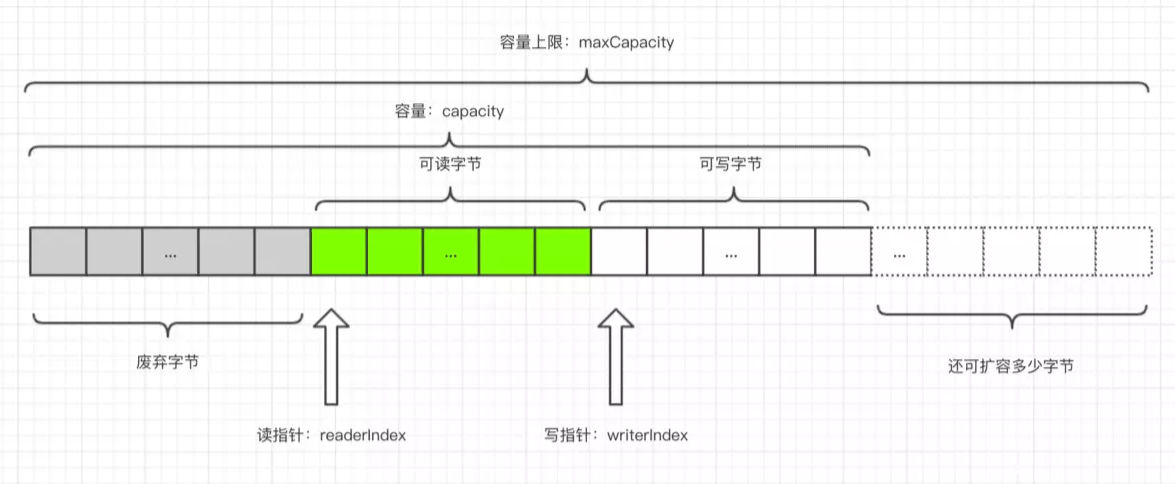 容量上限：maxCapacity
容量：capacity
可读字节
可写字节
...
...
...
...
废弃字节
还可扩容多少字节
读指针：readerIndex
写指针：writerIndex